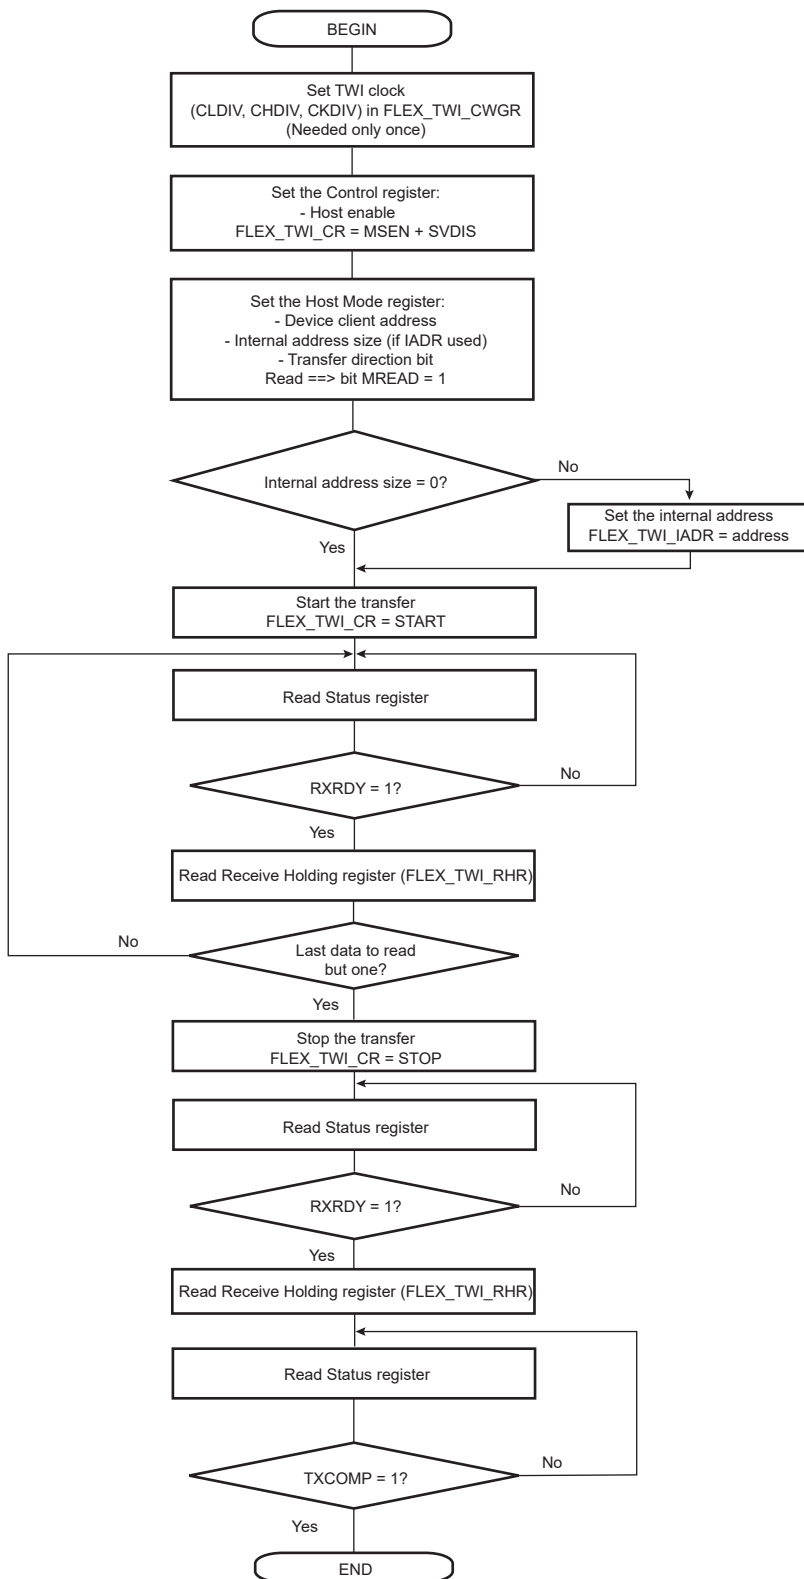 BEGIN
Set TWI clock
(CLDIV, CHDIV, CKDIV) in FLEX_TWI_CWGR
(Needed only once)
Set the Control register:
- Host enable
FLEX_TWI_CR = MSEN + SVDIS
Set the Host Mode register:
- Device client address
- Internal address size (if IADR used)
- Transfer direction bit
Read ==> bit MREAD = 1
Internal address size = 0?
No
Set the internal address
FLEX_TWI_IADR = address
Yes
Start the transfer
FLEX_TWI_CR = START
Read Status register
RXRDY = 1?
No
Yes
Read Receive Holding register (FLEX_TWI_RHR)
No
Last data to read
but one?
Yes
Stop the transfer
FLEX_TWI_CR = STOP
Read Status register
RXRDY = 1?
No
Yes
Read Receive Holding register (FLEX_TWI_RHR)
Read Status register
TXCOMP = 1?
No
Yes
END